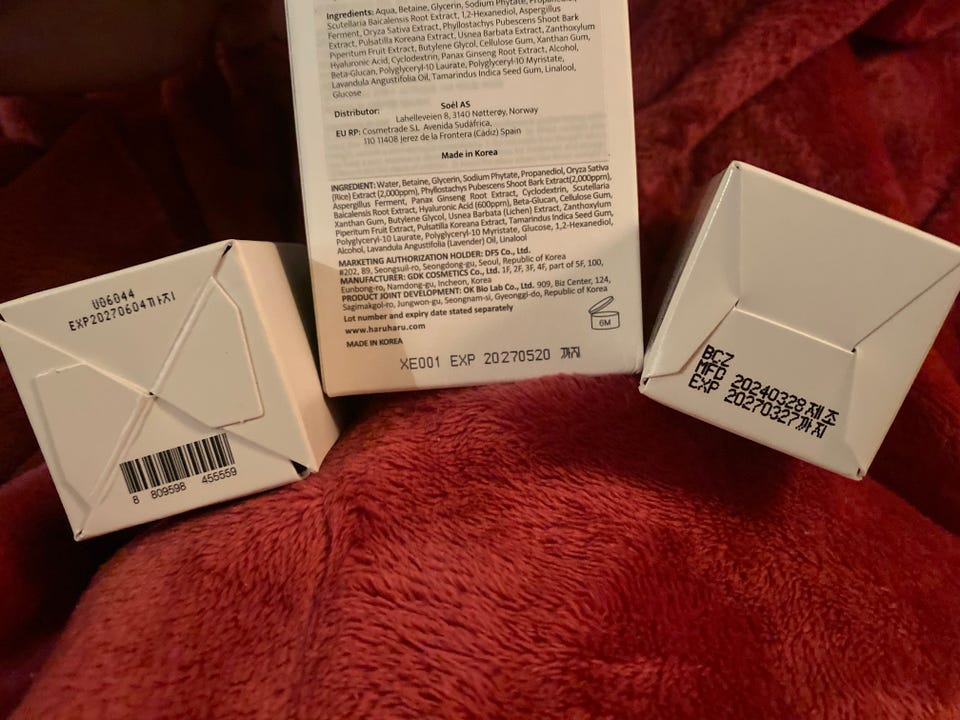 Ingredients: Aqua, Betaine, Glycerin, Sodium Phytate, Propanediol,
Scutellaria Baicalensis Root Extract, 1,2-Hexanediol, Aspergillus
Ferment, Oryza Sativa Extract, Phyllostachys Pubescens Shoot Bark
Extract, Pulsatilla Koreana Extract, Usnea Barbata Extract, Zanthoxylum
Piperitum Fruit Extract, Butylene Glycol, Cellulose Gum, Xanthan Gum,
Hyaluronic Acid, Cyclodextrin, Panax Ginseng Root Extract, Alcohol,
Beta-Glucan, Polyglyceryl-10 Laurate, Polyglyceryl-10 Myristate,
Lavandula Angustifolia Oil, Tamarindus Indica Seed Gum, Linalool,
Glucose
Distributor: Soél AS
Lahelleveien 8, 3140 Nøtterøy, Norway
EU RP: Cosmetrade S.L Avenida Sudáfrica,
110 11408 Jerez de la Frontera (Cádiz) Spain
Made in Korea
INGREDIENT: Water, Betaine, Glycerin, Sodium Phytate, Propanediol, Oryza Sativa
(Rice) Extract (2,000ppm), Phyllostachys Pubescens Shoot Bark Extract(2,000ppm),
Aspergillus Ferment, Panax Ginseng Root Extract, Cyclodextrin, Scutellaria
Baicalensis Root Extract, Hyaluronic Acid (600ppm), Beta-Glucan, Cellulose Gum,
Xanthan Gum, Butylene Glycol, Usnea Barbata (Lichen) Extract, Zanthoxylum
Piperitum Fruit Extract, Pulsatilla Koreana Extract, Tamarindus Indica Seed Gum,
Polyglyceryl-10 Laurate, Polyglyceryl-10 Myristate, Glucose, 1,2-Hexanediol,
Alcohol, Lavandula Angustifolia (Lavender) Oil, Linalool
MARKETING AUTHORIZATION HOLDER: DFS Co., Ltd.
#202, 89, Seongsuil-ro, Seongdong-gu, Seoul, Republic of Korea
MANUFACTURER: GDK COSMETICS Co., Ltd. 1F, 2F, 3F, 4F, part of 5F, 100,
Eunbong-ro, Namdong-gu, Incheon, Korea
PRODUCT JOINT DEVELOPMENT: OK Bio Lab Co., Ltd. 909, Biz Center, 124,
Sagimakgol-ro, Jungwon-gu, Seongnam-si, Gyeonggi-do, Republic of Korea
Lot number and expiry date stated separately
www.haruharu.com
MADE IN KOREA
6M
XE001 EXP 20270520 까지
U06044
EXP20270604까지
8 809598 455559
BCZ
MFD 20240328제조
EXP 20270327까지